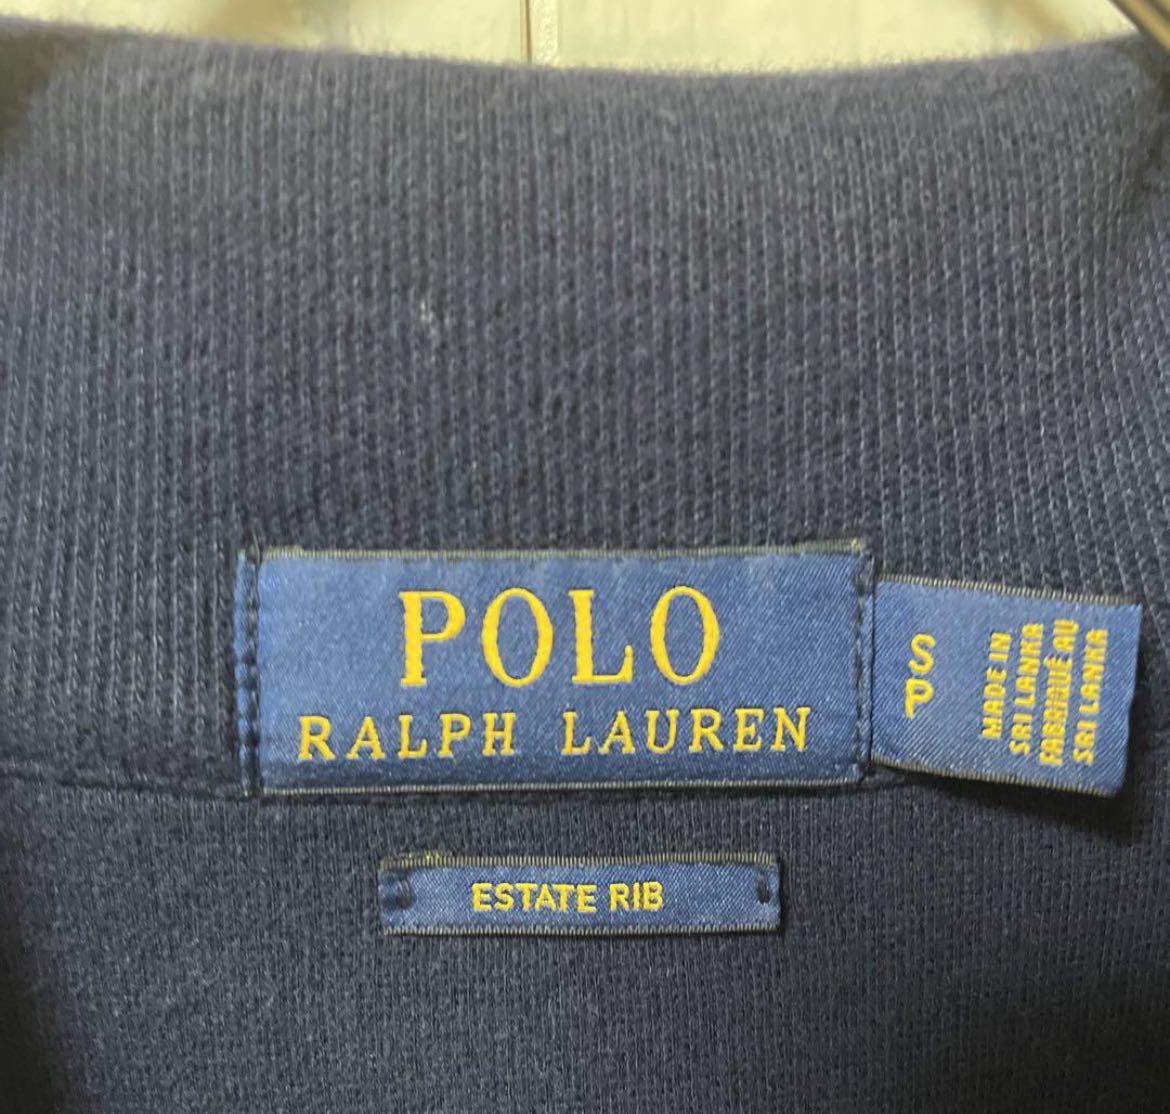 POLO
RALPH LAUREN
S
P
MADE IN
SRI LANKA
FABRIQUÉ AU
SRI LANKA
ESTATE RIB